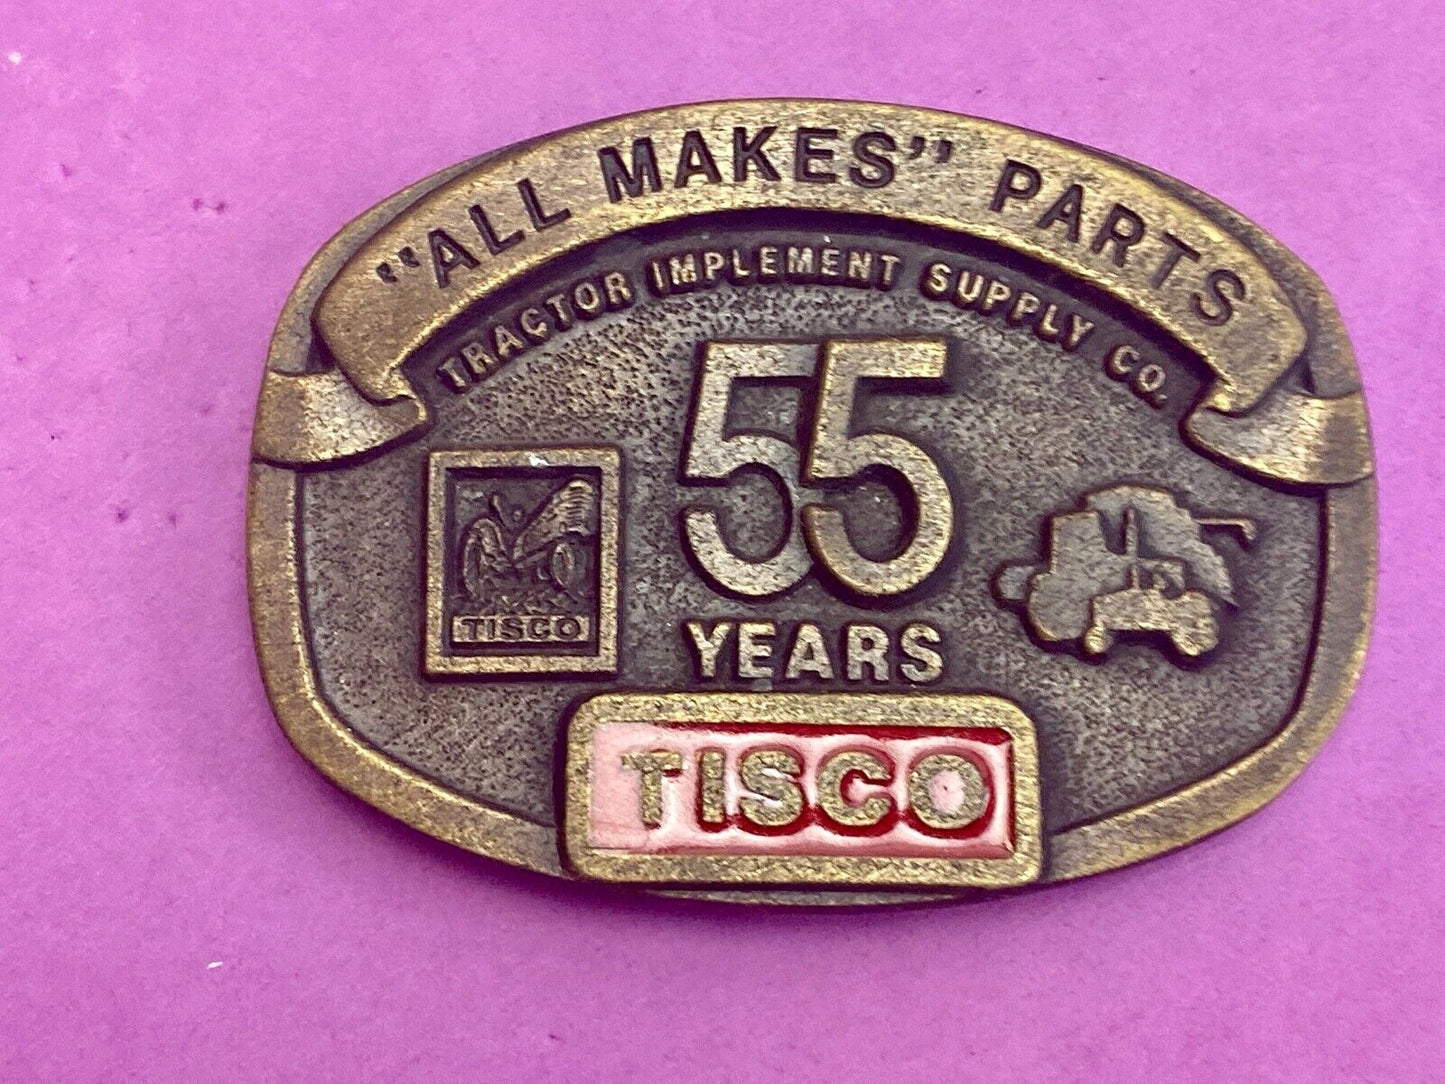 "ALL MAKES" PARTS
TRACTOR IMPLEMENT SUPPLY CO.
55
YEARS
TISCO
TISCO